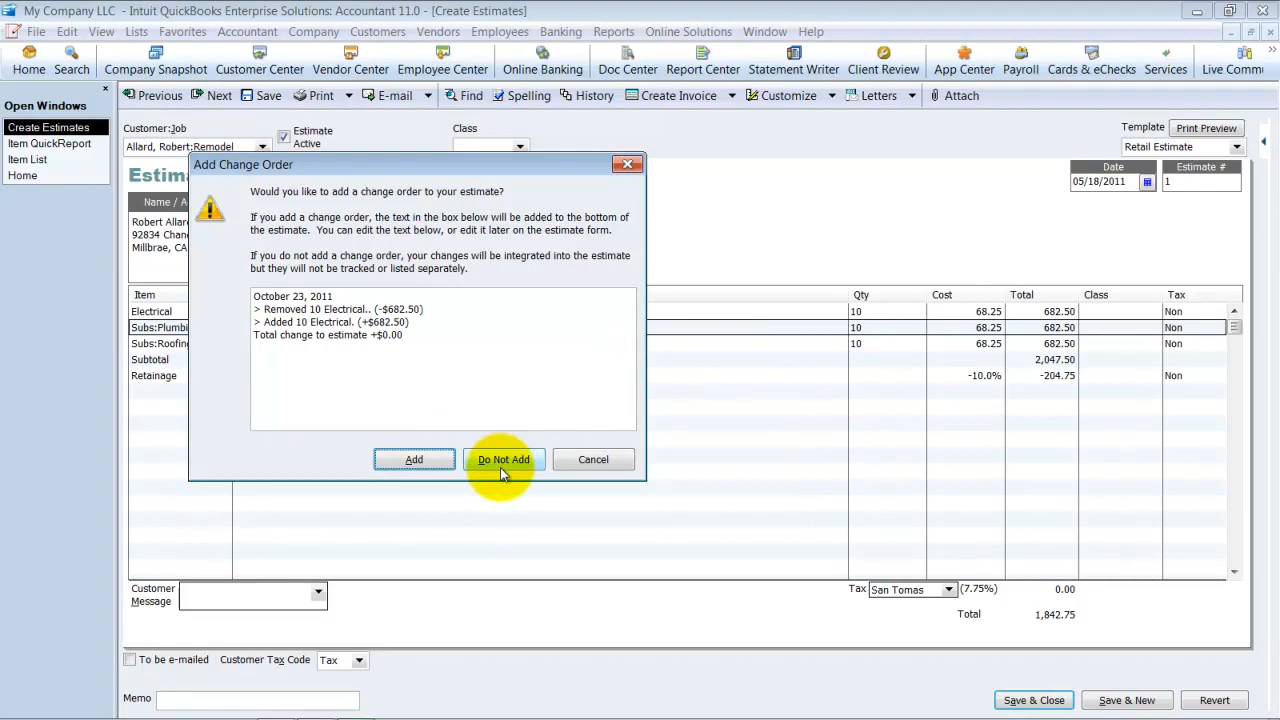 My Company LLC - Intuit QuickBooks Enterprise Solutions: Accountant 11.0 - [Create Estimates]
File Edit View Lists Favorites Accountant Company Customers Vendors Employees Banking Reports Online Solutions Window Help
Home Search Company Snapshot Customer Center Vendor Center Employee Center Online Banking Doc Center Report Center Statement Writer Client Review App Center Payroll Cards & eChecks Services Live Commu
Open Windows
Create Estimates
Item QuickReport
Item List
Home
Previous Next Save Print E-mail Find Spelling History Create Invoice Customize Letters Attach
Customer:Job Estimate Active Class Template Print Preview
Allard, Robert:Remodel Retail Estimate
Estima
Date Estimate #
05/18/2011 1
Name / A
Robert Allar
92834 Chan
Millbrae, CA
Add Change Order
Would you like to add a change order to your estimate?
If you add a change order, the text in the box below will be added to the bottom of
the estimate. You can edit the text below, or edit it later on the estimate form.
If you do not add a change order, your changes will be integrated into the estimate
but they will not be tracked or listed separately.
October 23, 2011
> Removed 10 Electrical.. (-$682.50)
> Added 10 Electrical. (+$682.50)
Total change to estimate +$0.00
Add Do Not Add Cancel
Item Qty Cost Total Class Tax
Electrical 10 68.25 682.50 Non
Subs:Plumbi 10 68.25 682.50 Non
Subs:Roofin 10 68.25 682.50 Non
Subtotal 2,047.50
Retainage -10.0% -204.75 Non
Customer
Message
Tax San Tomas (7.75%) 0.00
Total 1,842.75
To be e-mailed Customer Tax Code Tax
Memo
Save & Close Save & New Revert